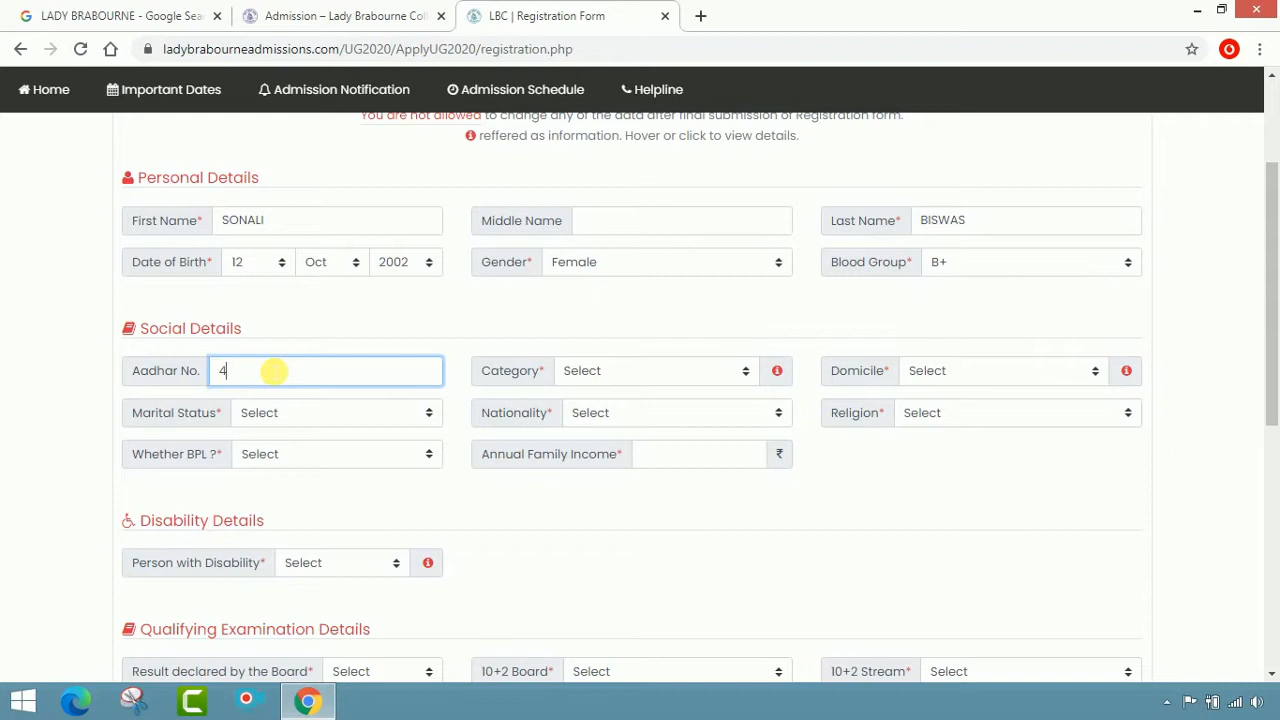 LADY BRABOURNE - Google Sea
Admission – Lady Brabourne Coll
LBC | Registration Form
ladybrabourneadmissions.com/UG2020/ApplyUG2020/registration.php
Home
Important Dates
Admission Notification
Admission Schedule
Helpline
You are not allowed to change any of the data after final submission of Registration form.
reffered as information. Hover or click to view details.
Personal Details
First Name* SONALI
Middle Name
Last Name* BISWAS
Date of Birth* 12 Oct 2002
Gender* Female
Blood Group* B+
Social Details
Aadhar No. 4
Category* Select
Domicile* Select
Marital Status* Select
Nationality* Select
Religion* Select
Whether BPL ?* Select
Annual Family Income* ₹
Disability Details
Person with Disability* Select
Qualifying Examination Details
Result declared by the Board* Select
10+2 Board* Select
10+2 Stream* Select